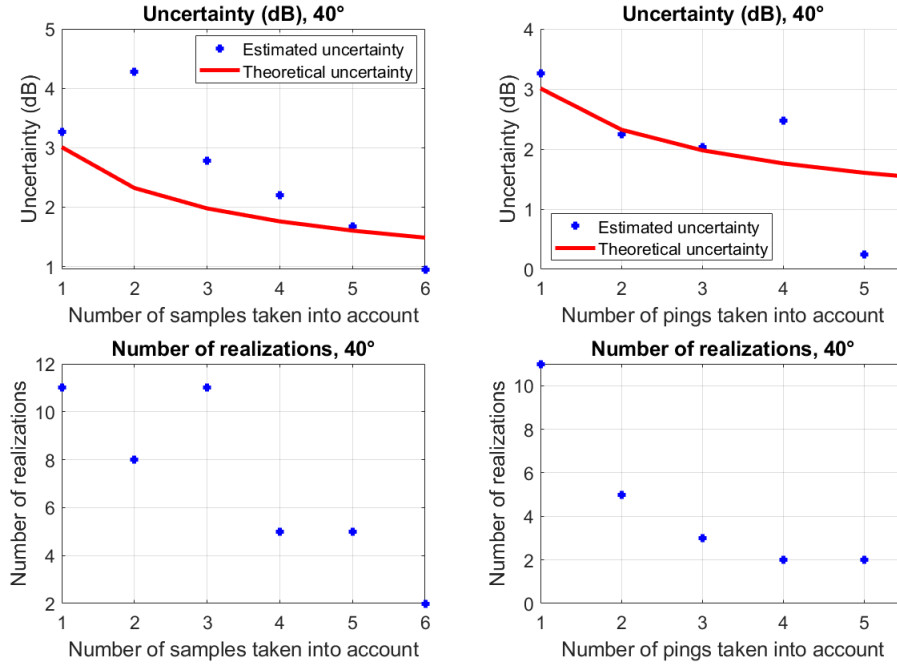 Uncertainty (dB), 40°
5
4
3
2
1
Uncertainty (dB)
Estimated uncertainty
Theoretical uncertainty
1 2 3 4 5 6
Number of samples taken into account
Uncertainty (dB), 40°
4
3
2
1
0
Uncertainty (dB)
Estimated uncertainty
Theoretical uncertainty
1 2 3 4 5
Number of pings taken into account
Number of realizations, 40°
12
10
8
6
4
2
Number of realizations
1 2 3 4 5 6
Number of samples taken into account
Number of realizations, 40°
10
8
6
4
2
0
Number of realizations
1 2 3 4 5
Number of pings taken into account